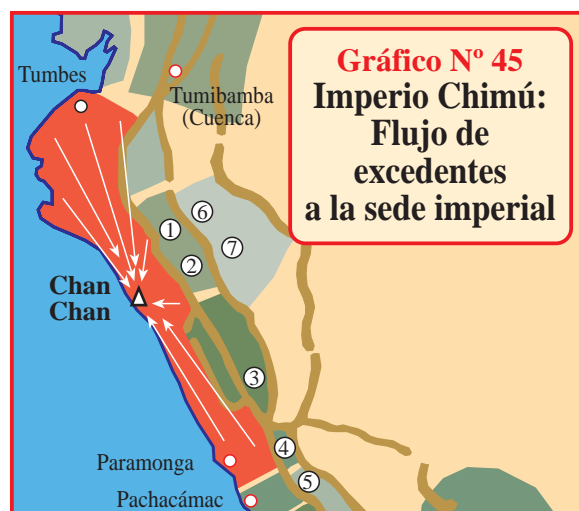 Gráfico Nº 45
Imperio Chimú:
Flujo de
excedentes
a la sede imperial
Tumbes
Tumibamba
(Cuenca)
1
6
2
7
Chan
Chan
3
4
Paramonga
5
Pachacámac